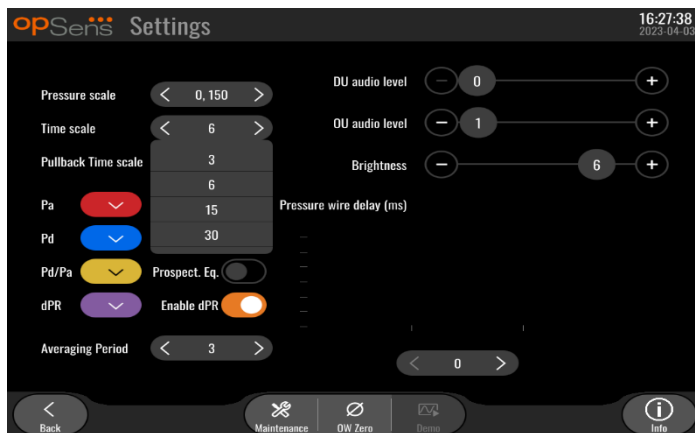 opSens Settings
16:27:38
2023-04-03
Pressure scale 0, 150
Time scale 6
3
6
15
30
Pullback Time scale
Pa
Pd
Pd/Pa Prospect. Eq.
dPR Enable dPR
Averaging Period 3
DU audio level 0
OU audio level 1
Brightness 6
Pressure wire delay (ms)
0
Back
Maintenance
OW Zero
Demo
Info